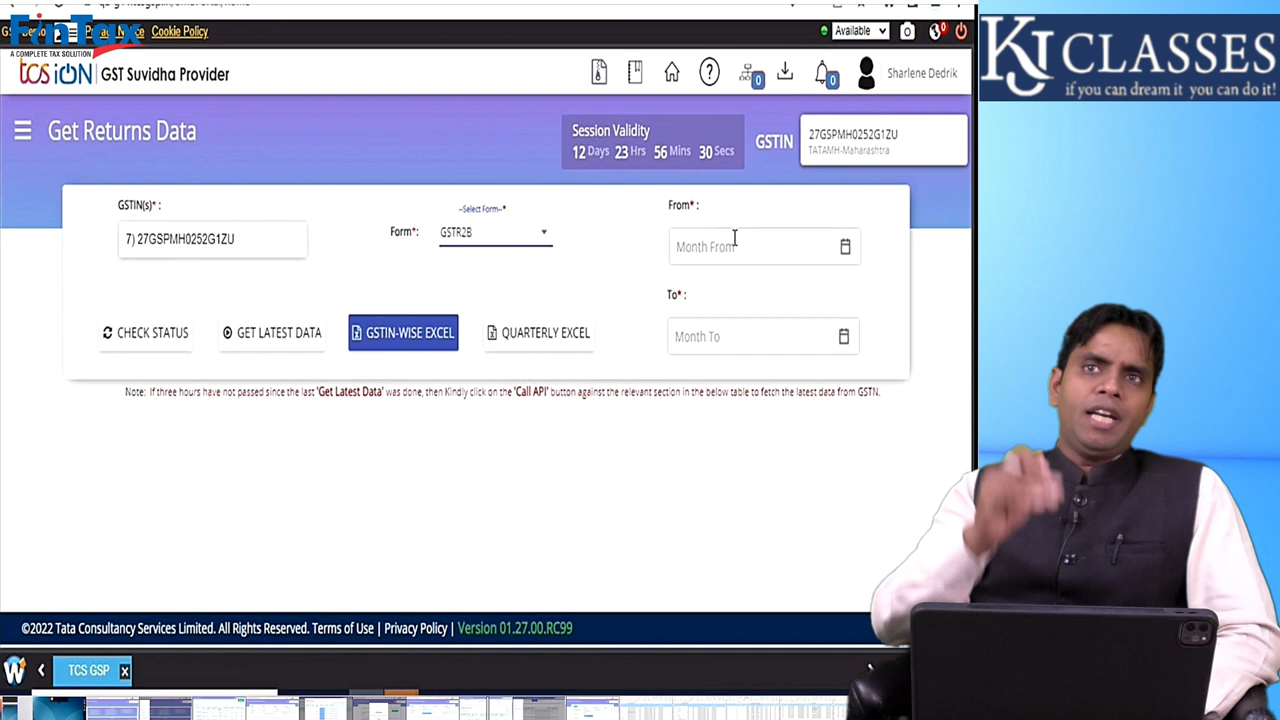 Privacy Notice Cookie Policy
Available
0
FinTax
A COMPLETE TAX SOLUTION
KJ CLASSES
if you can dream it you can do it!
tcs iON | GST Suvidha Provider
0
0
Sharlene Dedrik
Get Returns Data
Session Validity
12 Days 23 Hrs 56 Mins 30 Secs
GSTIN
27GSPMH0252G1ZU
TATAMH-Maharashtra
GSTIN(s)* :
7) 27GSPMH0252G1ZU
--Select Form--*
Form*:
GSTR2B
From* :
Month From
To* :
Month To
CHECK STATUS
GET LATEST DATA
GSTIN-WISE EXCEL
QUARTERLY EXCEL
Note: If three hours have not passed since the last 'Get Latest Data' was done, then Kindly click on the 'Call API' button against the relevant section in the below table to fetch the latest data from GSTN.
©2022 Tata Consultancy Services Limited. All Rights Reserved. Terms of Use | Privacy Policy | Version 01.27.00.RC99
W
TCS GSP X